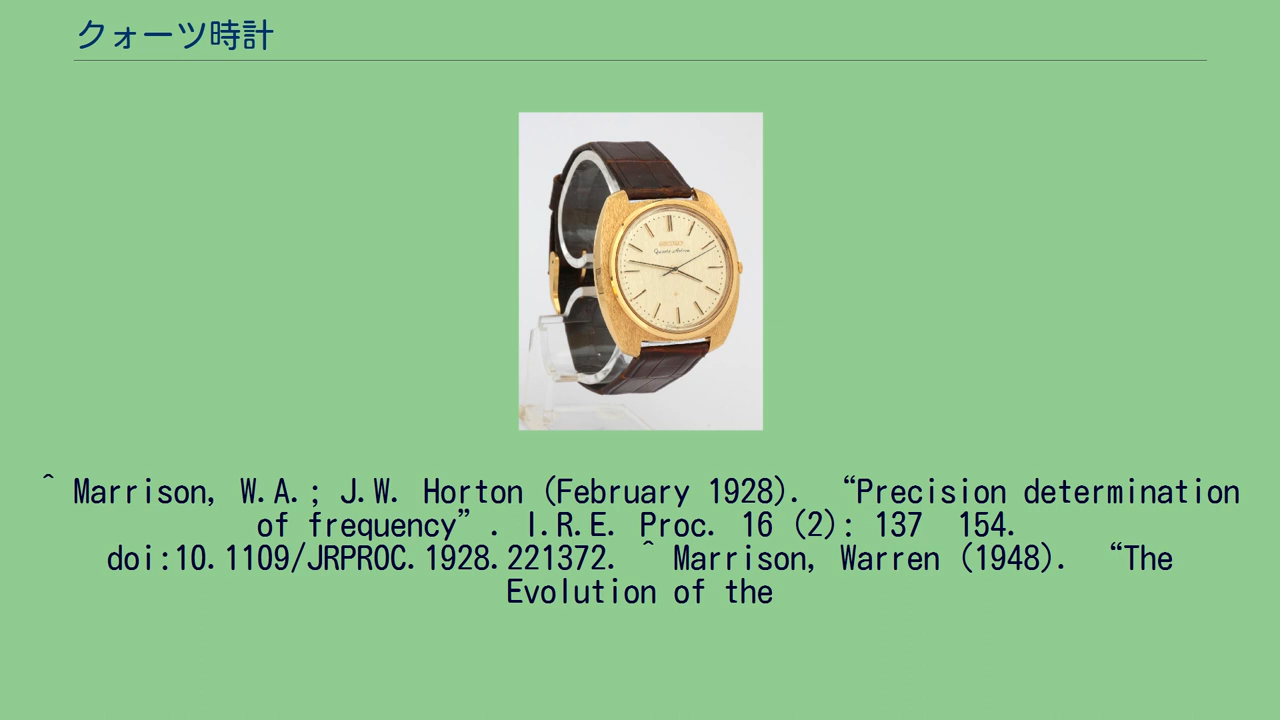 クォーツ時計
SEIKO
Quartz Astron
^ Marrison, W.A.; J.W. Horton (February 1928). “Precision determination
of frequency”. I.R.E. Proc. 16 (2): 137 154.
doi:10.1109/JRPROC.1928.221372. ^ Marrison, Warren (1948). “The
Evolution of the